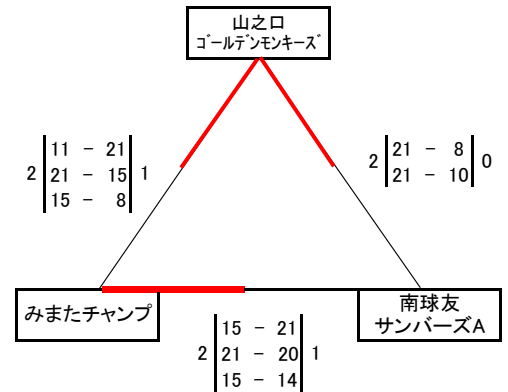 山之口
ｺﾞｰﾙﾃﾞﾝﾓﾝｷｰｽﾞ
11 － 21
2 21 － 15 1
15 － 8
21 － 8
2 21 － 10 0
みまたチャンプ
南球友
サンバーズA
15 － 21
2 21 － 20 1
15 － 14